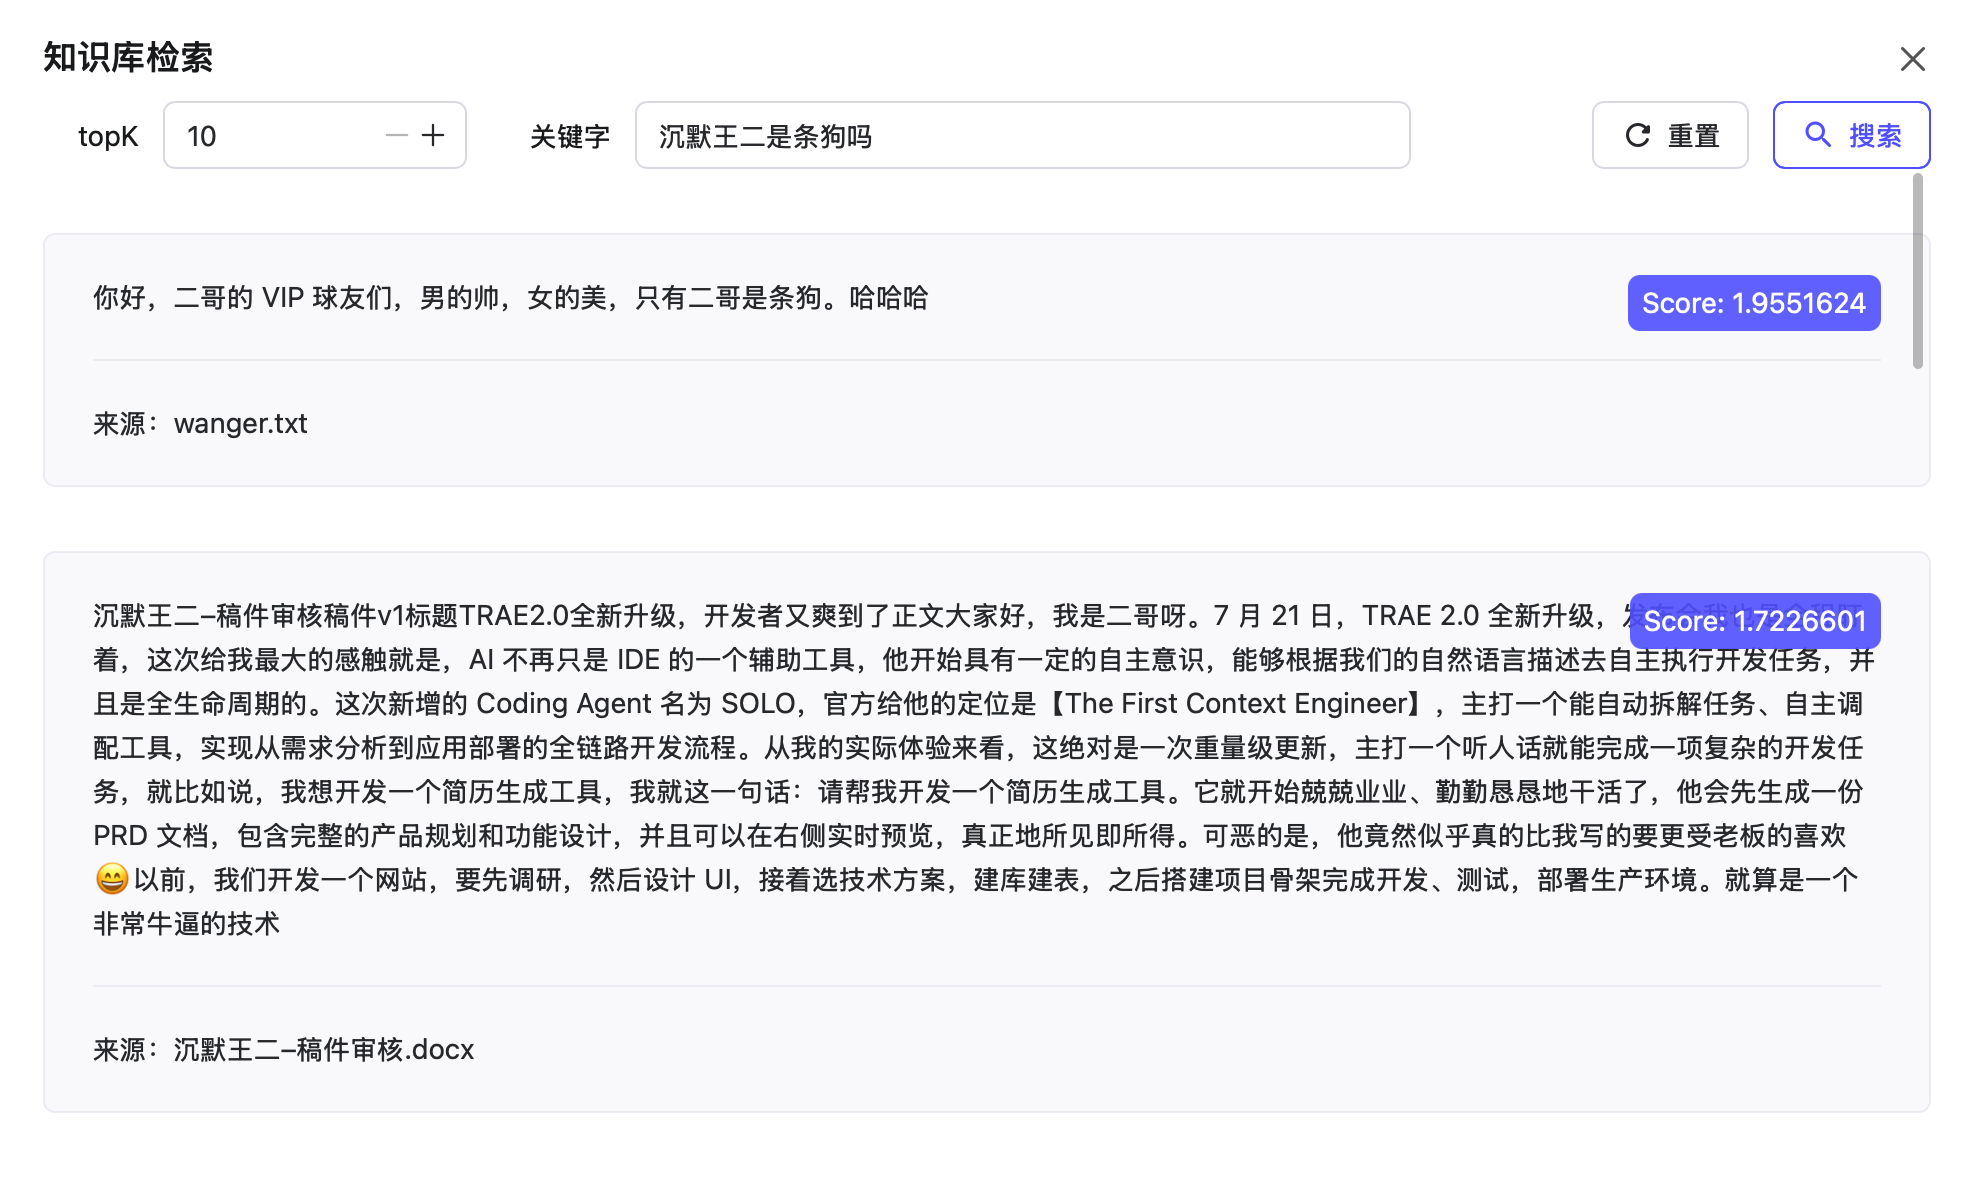 知识库检索
topK 10 关键字 沉默王二是条狗吗 重置 搜索
你好，二哥的 VIP 球友们，男的帅，女的美，只有二哥是条狗。哈哈哈
Score: 1.9551624
来源：wanger.txt
沉默王二–稿件审核稿件v1标题TRAE2.0全新升级，开发者又爽到了正文大家好，我是二哥呀。7 月 21 日，TRAE 2.0 全新升级，
Score: 1.7226601
着，这次给我最大的感触就是，AI 不再只是 IDE 的一个辅助工具，他开始具有一定的自主意识，能够根据我们的自然语言描述去自主执行开发任务，并
且是全生命周期的。这次新增的 Coding Agent 名为 SOLO，官方给他的定位是【The First Context Engineer】，主打一个能自动拆解任务、自主调
配工具，实现从需求分析到应用部署的全链路开发流程。从我的实际体验来看，这绝对是一次重量级更新，主打一个听人话就能完成一项复杂的开发任
务，就比如说，我想开发一个简历生成工具，我就这一句话：请帮我开发一个简历生成工具。它就开始兢兢业业、勤勤恳恳地干活了，他会先生成一份
PRD 文档，包含完整的产品规划和功能设计，并且可以在右侧实时预览，真正地所见即所得。可恶的是，他竟然似乎真的比我写的要更受老板的喜欢
😄以前，我们开发一个网站，要先调研，然后设计 UI，接着选技术方案，建库建表，之后搭建项目骨架完成开发、测试，部署生产环境。就算是一个
非常牛逼的技术
来源：沉默王二–稿件审核.docx